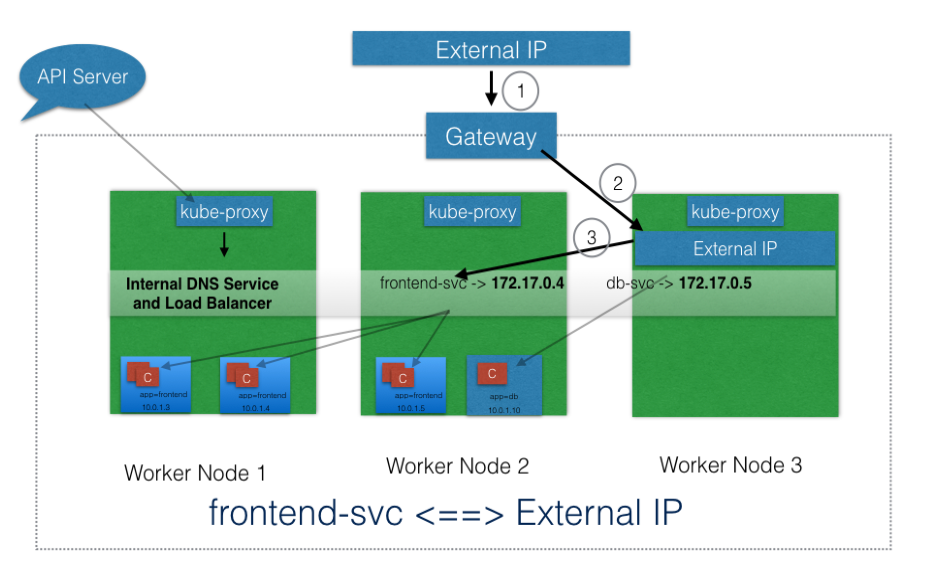 External IP
API Server
1
Gateway
2
kube-proxy
kube-proxy
kube-proxy
3
External IP
Internal DNS Service
and Load Balancer
frontend-svc -> 172.17.0.4
db-svc -> 172.17.0.5
C
app=frontend
10.0.1.3
C
app=frontend
10.0.1.4
C
app=frontend
10.0.1.5
C
app=db
10.0.1.10
Worker Node 1
Worker Node 2
Worker Node 3
frontend-svc <==> External IP